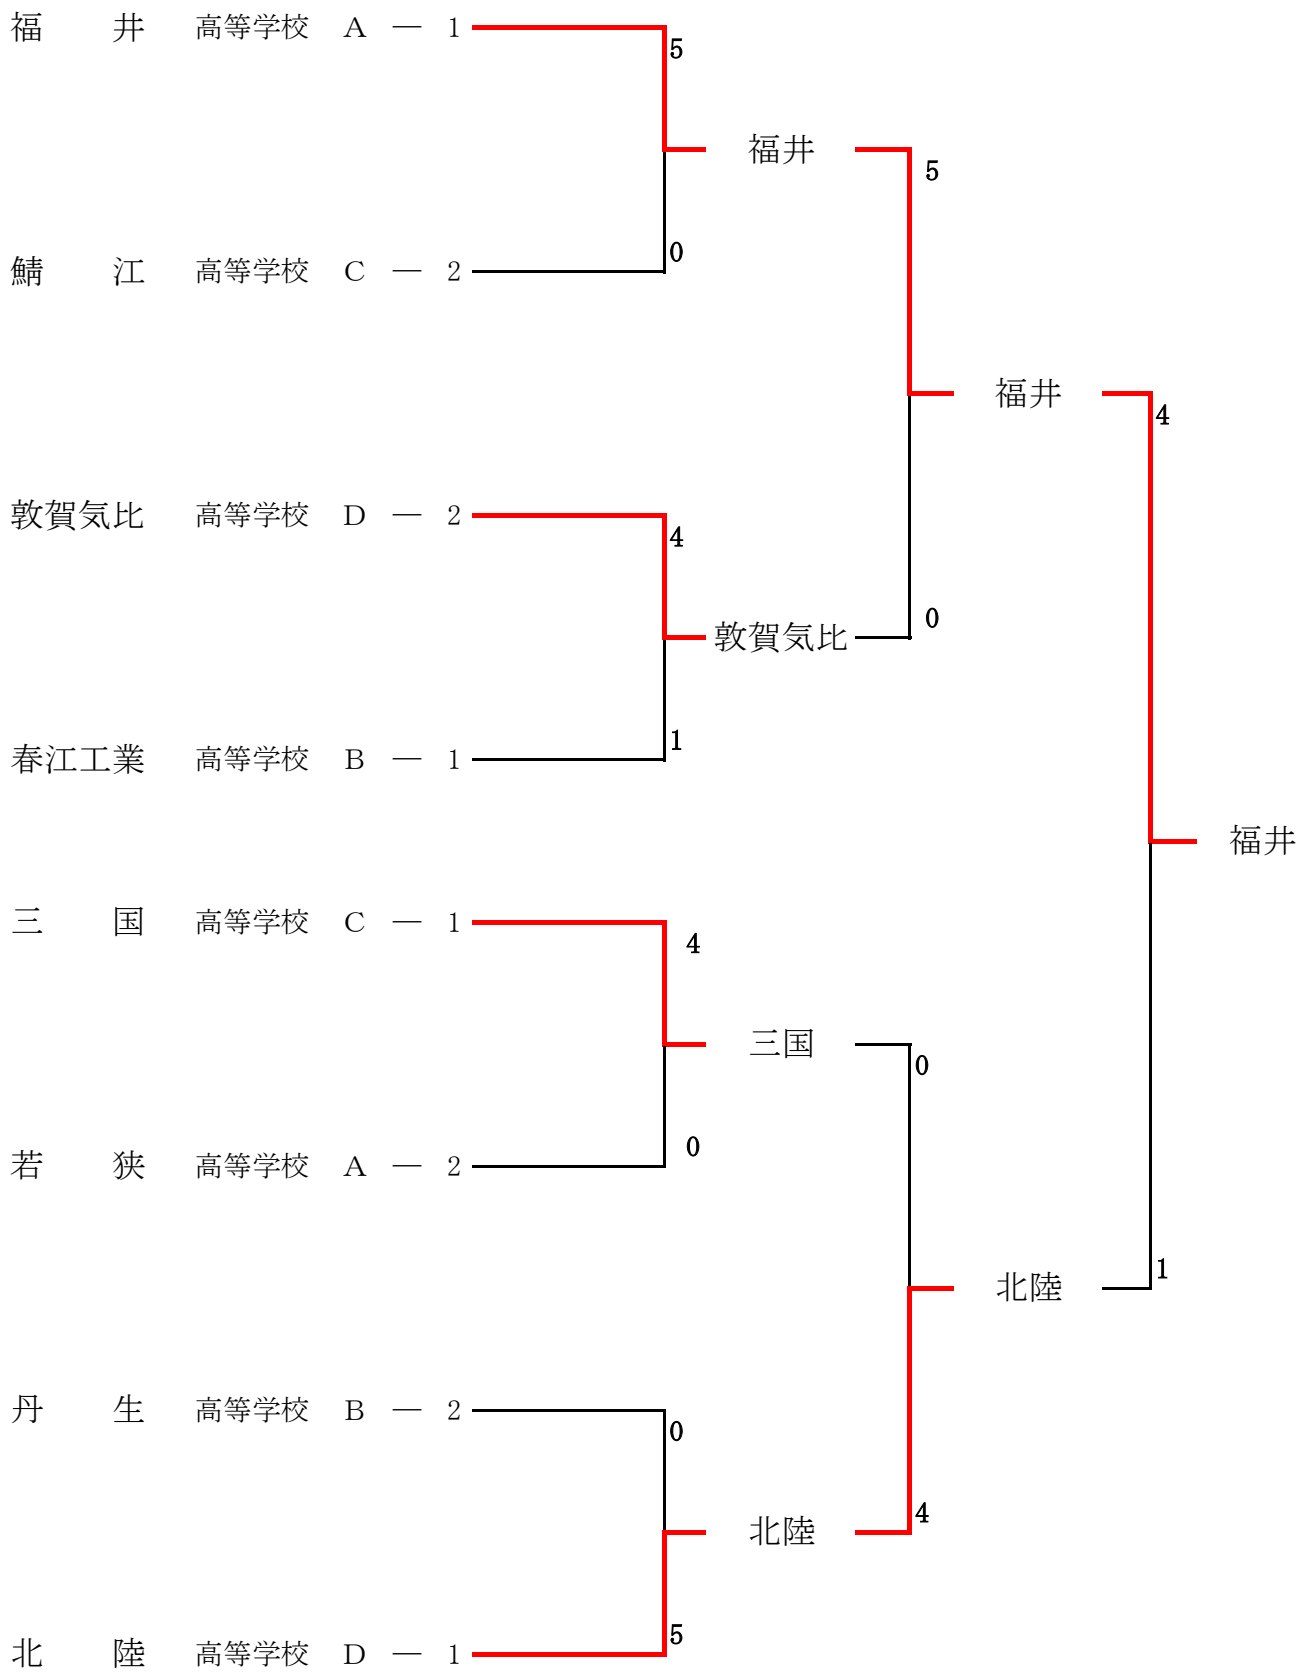 福　　井　高等学校　A　―　1
5
福井
5
0
鯖　　江　高等学校　C　―　2
福井
4
敦賀気比　高等学校　D　―　2
4
敦賀気比
0
1
春江工業　高等学校　B　―　1
福井
三　　国　高等学校　C　―　1
4
三国
0
0
若　　狭　高等学校　A　―　2
北陸
1
丹　　生　高等学校　B　―　2
0
北陸
4
5
北　　陸　高等学校　D　―　1